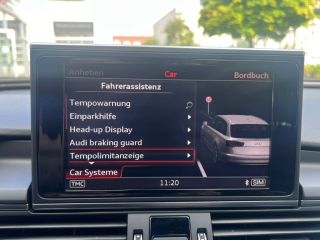 Anheben Car Bordbuch
Fahrerassistenz
Tempowarnung
Einparkhilfe
Head-up Display
Audi braking guard
Tempolimitanzeige
Car Systeme
TMC 11:20 SIM